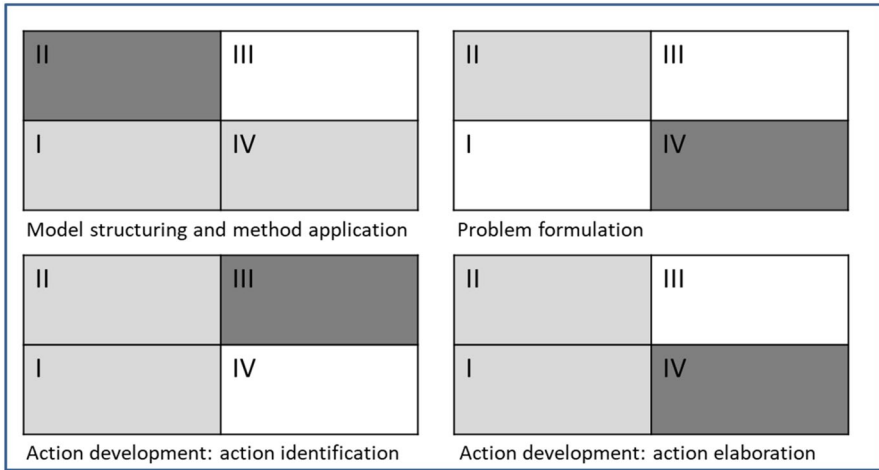 II III
I IV
Model structuring and method application
II III
I IV
Problem formulation
II III
I IV
Action development: action identification
II III
I IV
Action development: action elaboration